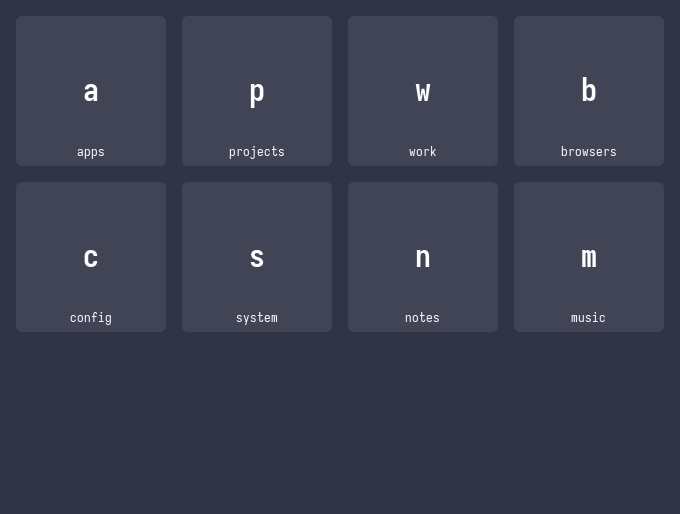 a p w b
apps projects work browsers
c s n m
config system notes music